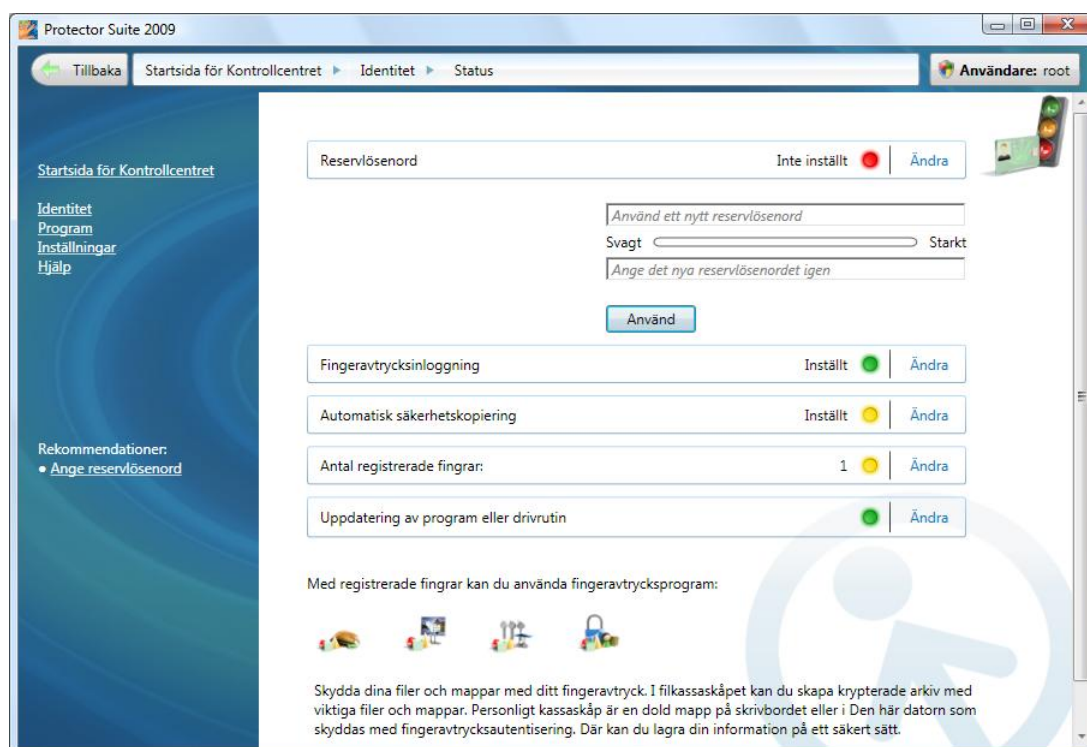 Protector Suite 2009
Tillbaka
Startsida för Kontrollcentret Identitet Status
Användare: root
Startsida för Kontrollcentret
Identitet
Program
Inställningar
Hjälp
Rekommendationer:
• Ange reservlösenord
Reservlösenord Inte inställt Ändra
Använd ett nytt reservlösenord
Svagt Starkt
Ange det nya reservlösenordet igen
Använd
Fingeravtrycksinloggning Inställt Ändra
Automatisk säkerhetskopiering Inställt Ändra
Antal registrerade fingrar: 1 Ändra
Uppdatering av program eller drivrutin Ändra
Med registrerade fingrar kan du använda fingeravtrycksprogram:
Skydda dina filer och mappar med ditt fingeravtryck. I filkassaskåpet kan du skapa krypterade arkiv med
viktiga filer och mappar. Personligt kassaskåp är en dold mapp på skrivbordet eller i Den här datorn som
skyddas med fingeravtrycksautentisering. Där kan du lagra din information på ett säkert sätt.